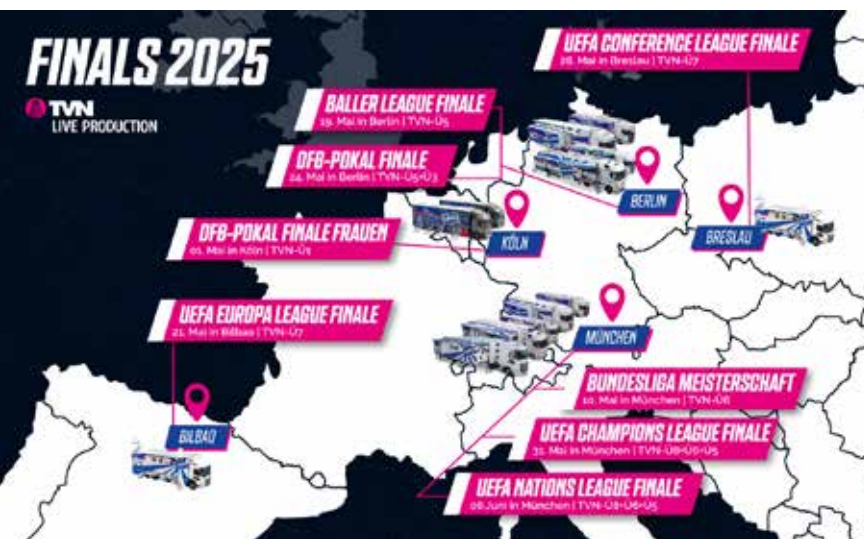 FINALS 2025
TVN
LIVE PRODUCTION
UEFA CONFERENCE LEAGUE FINALE
28. Mai in Breslau | TVN-Ü7
BALLER LEAGUE FINALE
19. Mai in Berlin | TVN-Ü5
DFB-POKAL FINALE
24. Mai in Berlin | TVN-Ü5+Ü3
BERLIN
DFB-POKAL FINALE FRAUEN
01. Mai in Köln | TVN-Ü1
KÖLN
BRESLAU
UEFA EUROPA LEAGUE FINALE
21. Mai in Bilbao | TVN-Ü7
MÜNCHEN
BUNDESLIGA MEISTERSCHAFT
10. Mai in München | TVN-Ü6
BILBAO
UEFA CHAMPIONS LEAGUE FINALE
31. Mai in München | TVN-Ü8+Ü6+Ü5
UEFA NATIONS LEAGUE FINALE
08.Juni in München | TVN-Ü8+Ü6+Ü5